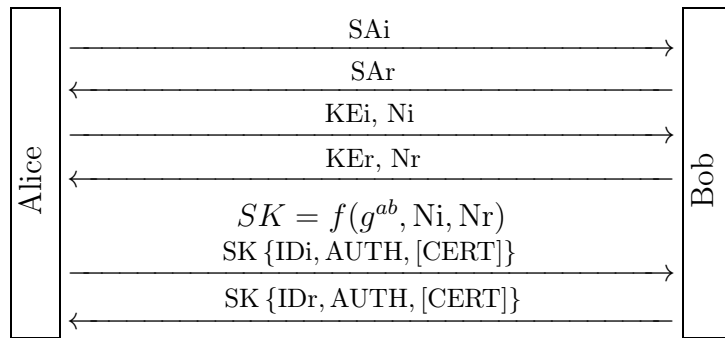 Alice
SAi
SAr
KEi, Ni
KEr, Nr
SK = f(g^{ab}, Ni, Nr)
SK {IDi, AUTH, [CERT]}
SK {IDr, AUTH, [CERT]}
Bob